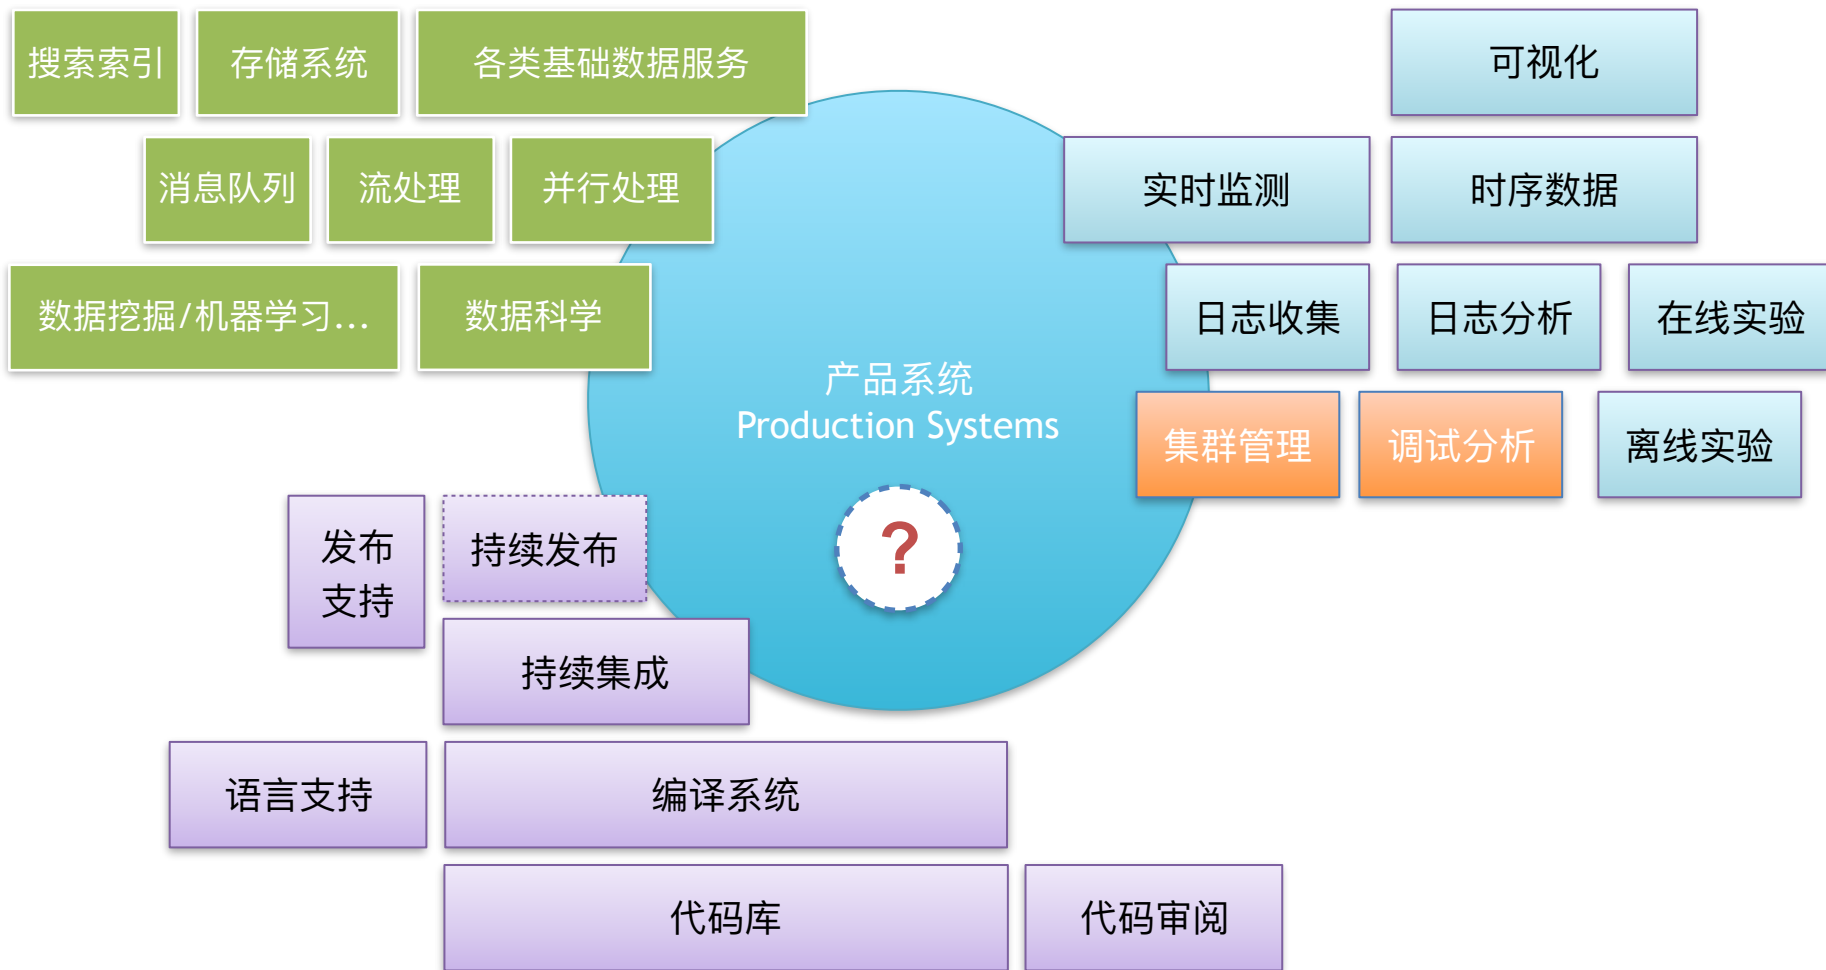 搜索索引
存储系统
各类基础数据服务
可视化
消息队列
流处理
并行处理
实时监测
时序数据
数据挖掘/机器学习...
数据科学
日志收集
日志分析
在线实验
产品系统
Production Systems
集群管理
调试分析
离线实验
?
发布
支持
持续发布
持续集成
语言支持
编译系统
代码库
代码审阅